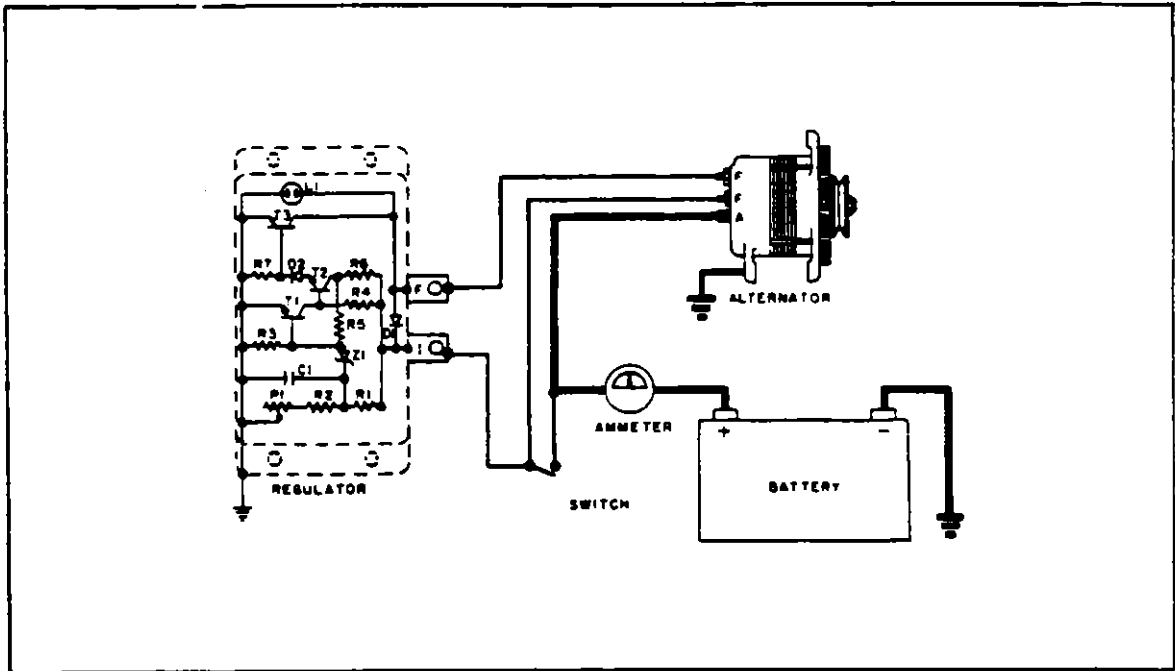 L1
T3
R7 D2 T2 R6
R4
T1
R5
R3
Z1
C1
P1 R2 R1
F
I
REGULATOR
F
F
A
ALTERNATOR
AMMETER
SWITCH
+ −
BATTERY